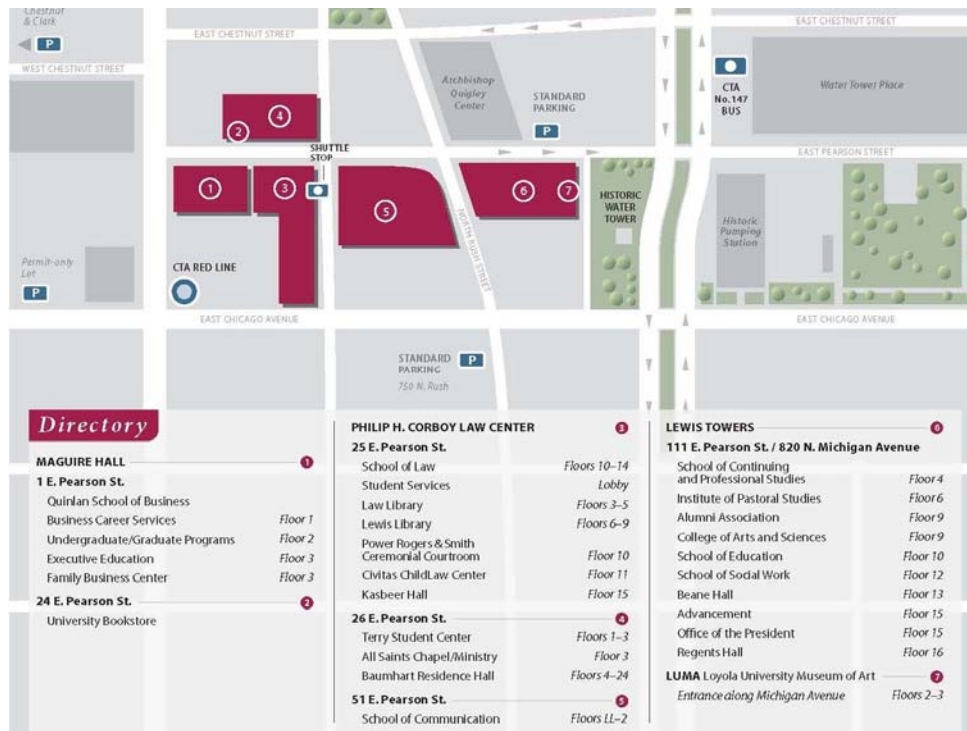 Chestnut
& Clark
P
WEST CHESTNUT STREET
EAST CHESTNUT STREET
EAST CHESTNUT STREET
Archbishop
Quigley
Center
STANDARD
PARKING
P
CTA
No.147
BUS
Water Tower Place
2
4
SHUTTLE
STOP
EAST PEARSON STREET
1
3
5
6
7
NORTH RUSH STREET
HISTORIC
WATER
TOWER
Historic
Pumping
Station
Permit-only
Lot
P
CTA RED LINE
EAST CHICAGO AVENUE
EAST CHICAGO AVENUE
STANDARD
PARKING
P
750 N. Rush
Directory
MAGUIRE HALL 1
1 E. Pearson St.
Quinlan School of Business
Business Career Services Floor 1
Undergraduate/Graduate Programs Floor 2
Executive Education Floor 3
Family Business Center Floor 3
24 E. Pearson St. 2
University Bookstore
PHILIP H. CORBOY LAW CENTER 3
25 E. Pearson St.
School of Law Floors 10–14
Student Services Lobby
Law Library Floors 3–5
Lewis Library Floors 6–9
Power Rogers & Smith
Ceremonial Courtroom Floor 10
Civitas ChildLaw Center Floor 11
Kasbeer Hall Floor 15
26 E. Pearson St. 4
Terry Student Center Floors 1–3
All Saints Chapel/Ministry Floor 3
Baumhart Residence Hall Floors 4–24
51 E. Pearson St. 5
School of Communication Floors LL–2
LEWIS TOWERS 6
111 E. Pearson St. / 820 N. Michigan Avenue
School of Continuing
and Professional Studies Floor 4
Institute of Pastoral Studies Floor 6
Alumni Association Floor 9
College of Arts and Sciences Floor 9
School of Education Floor 10
School of Social Work Floor 12
Beane Hall Floor 13
Advancement Floor 15
Office of the President Floor 15
Regents Hall Floor 16
LUMA Loyola University Museum of Art 7
Entrance along Michigan Avenue Floors 2–3